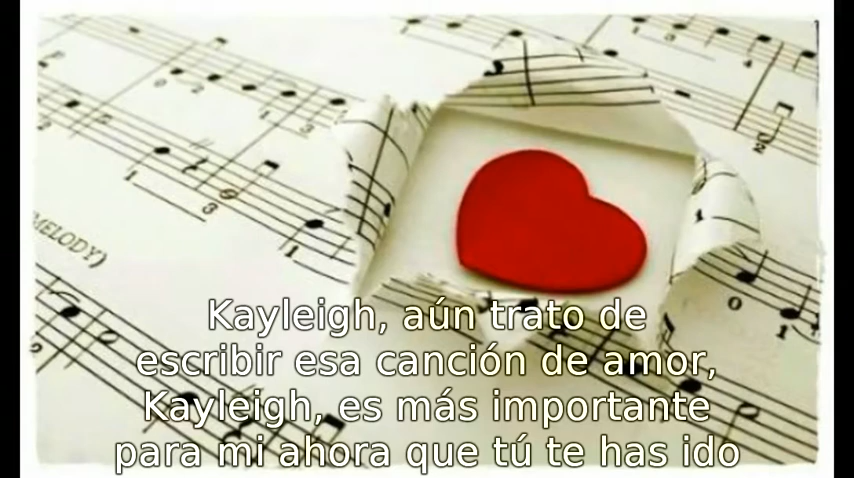 MELODY)
Kayleigh, aún trato de
escribir esa canción de amor,
Kayleigh, es más importante
para mi ahora que tú te has ido